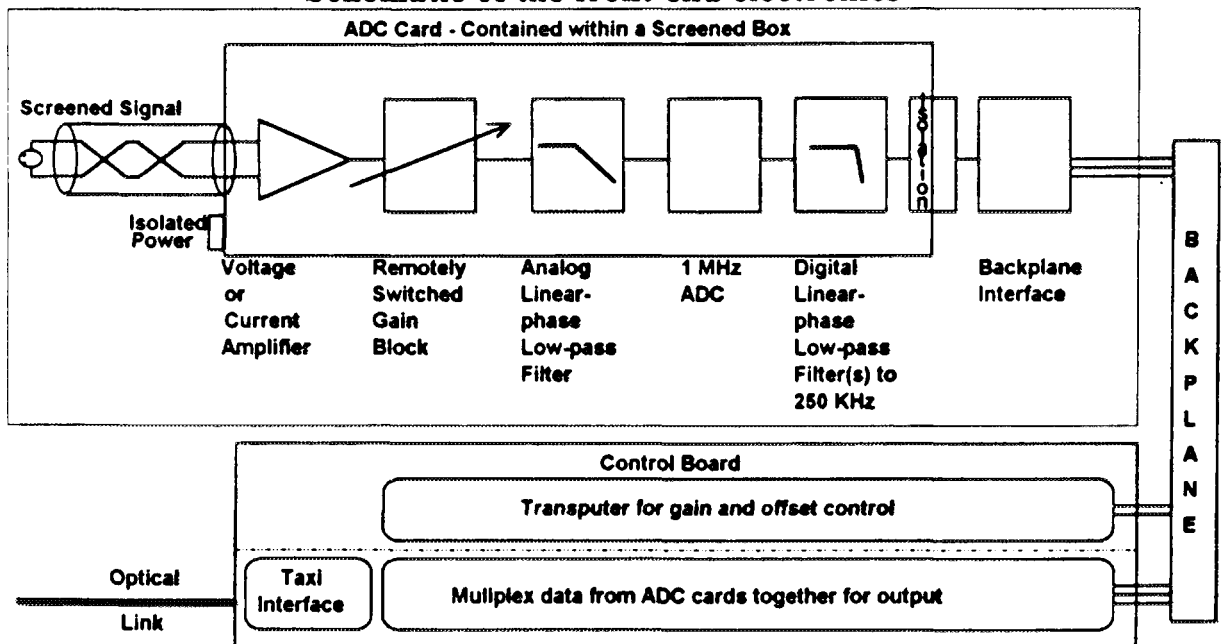 ADC Card - Contained within a Screened Box
Screened Signal
Isolation
Isolated
Power
Voltage
or
Current
Amplifier
Remotely
Switched
Gain
Block
Analog
Linear-
phase
Low-pass
Filter
1 MHz
ADC
Digital
Linear-
phase
Low-pass
Filter(s) to
250 KHz
Backplane
Interface
BACKPLANE
Control Board
Transputer for gain and offset control
Optical
Link
Taxi
Interface
Muliplex data from ADC cards together for output